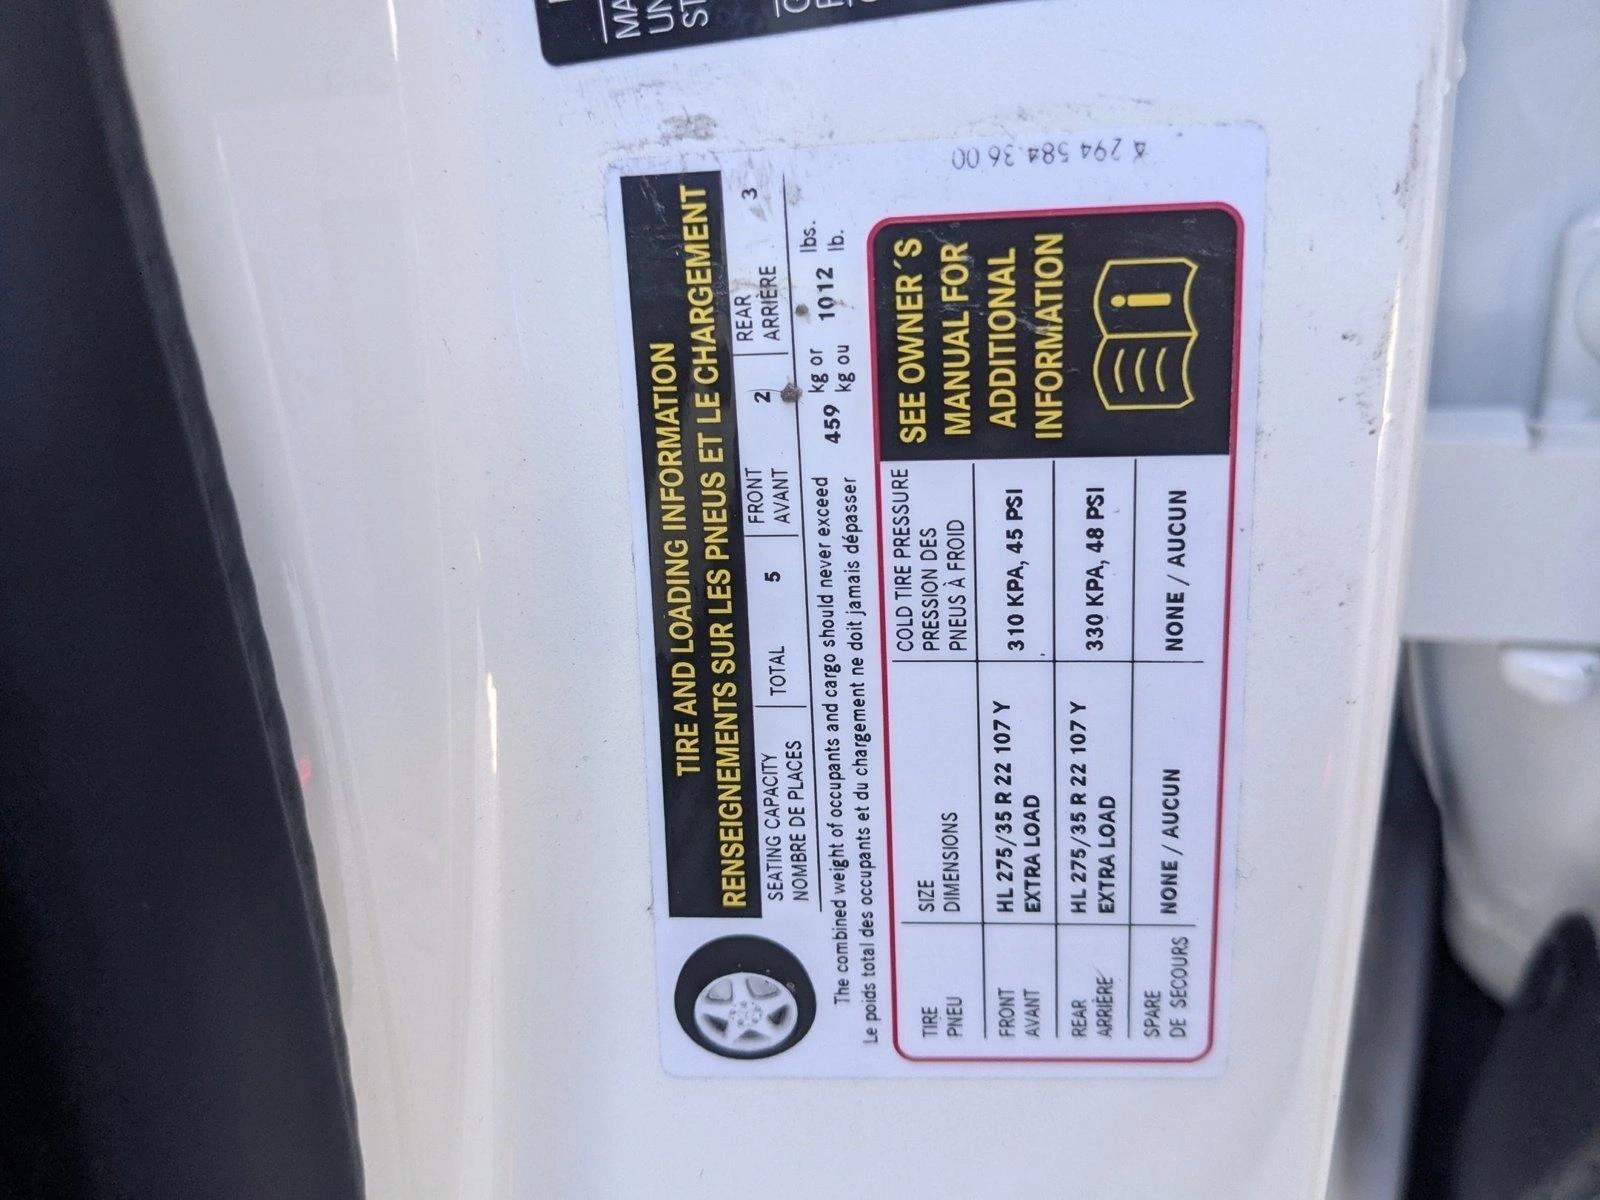 MA
UN
ST
TIRE AND LOADING INFORMATION
RENSEIGNEMENTS SUR LES PNEUS ET LE CHARGEMENT
SEATING CAPACITY
NOMBRE DE PLACES
TOTAL 5
FRONT
AVANT
2
REAR
ARRIÈRE
3
The combined weight of occupants and cargo should never exceed 459 kg or 1012 lbs.
Le poids total des occupants et du chargement ne doit jamais dépasser kg ou lb.
TIRE
PNEU
SIZE
DIMENSIONS
COLD TIRE PRESSURE
PRESSION DES
PNEUS À FROID
FRONT
AVANT
HL 275/35 R 22 107 Y
EXTRA LOAD
310 KPA, 45 PSI
REAR
ARRIÈRE
HL 275/35 R 22 107 Y
EXTRA LOAD
330 KPA, 48 PSI
SPARE
DE SECOURS
NONE / AUCUN
NONE / AUCUN
SEE OWNER'S
MANUAL FOR
ADDITIONAL
INFORMATION
i
A 294 584 36 00